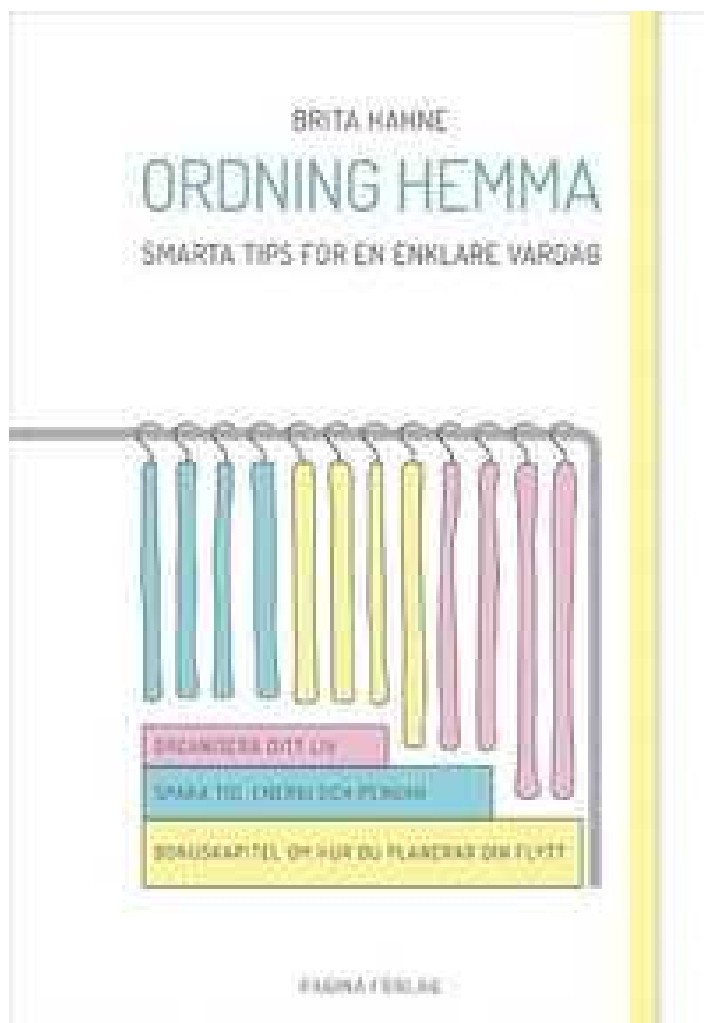 BRITA HAHNE
ORDNING HEMMA
SMARTA TIPS FÖR EN ENKLARE VARDAG
ORGANISERA DITT LIV
SPARA TID, ENERGI OCH PENGAR
BONUSKAPITEL OM HUR DU PLANERAR DIN FLYTT
PAGINA FÖRLAG